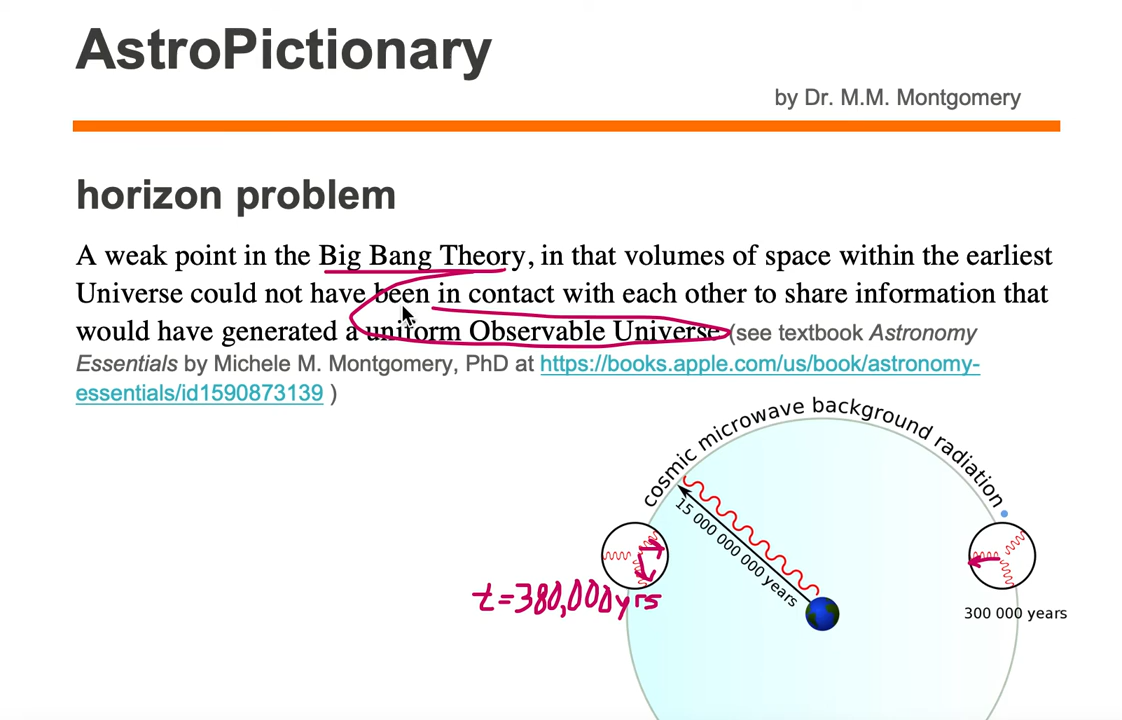 AstroPictionary
by Dr. M.M. Montgomery
horizon problem
A weak point in the Big Bang Theory, in that volumes of space within the earliest
Universe could not have been in contact with each other to share information that
would have generated a uniform Observable Universe (see textbook Astronomy
Essentials by Michele M. Montgomery, PhD at https://books.apple.com/us/book/astronomy-
essentials/id1590873139 )
cosmic microwave background radiation
15 000 000 000 years
t=380,000yrs
300 000 years